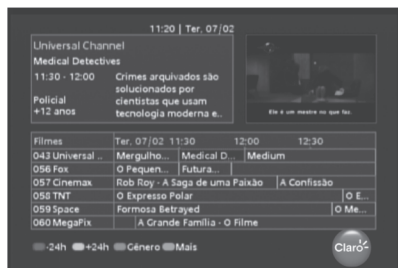 11:20 | Ter. 07/02
Universal Channel
Medical Detectives
11:30 - 12:00
Crimes arquivados são
solucionados por
Policial
cientistas que usam
+12 anos
tecnologia moderna e..
Ele é um mestre no que faz.
Filmes Ter. 07/02 11:30 12:00 12:30
043 Universal .. Mergulho... Medical D... Medium
056 Fox O Pequen... Futura...
057 Cinemax Rob Roy - A Saga de uma Paixão A Confissão
058 TNT O Expresso Polar O E...
059 Space Formosa Betrayed O Me...
060 MegaPix A Grande Família - O Filme
-24h +24h Gênero Mais
Claro